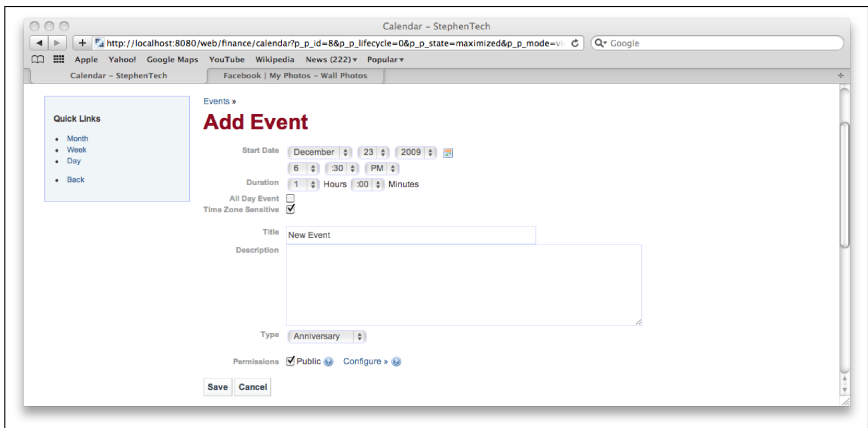 Calendar – StephenTech
http://localhost:8080/web/finance/calendar?p_p_id=8&p_p_lifecycle=0&p_p_state=maximized&p_p_mode=vi
Google
Apple Yahoo! Google Maps YouTube Wikipedia News (222) Popular
Calendar – StephenTech Facebook | My Photos – Wall Photos
Events »
Quick Links
• Month
• Week
• Day
• Back
Add Event
Start Date December 23 2009
6 :30 PM
Duration 1 Hours :00 Minutes
All Day Event
Time Zone Sensitive
Title New Event
Description
Type Anniversary
Permissions Public Configure »
Save Cancel